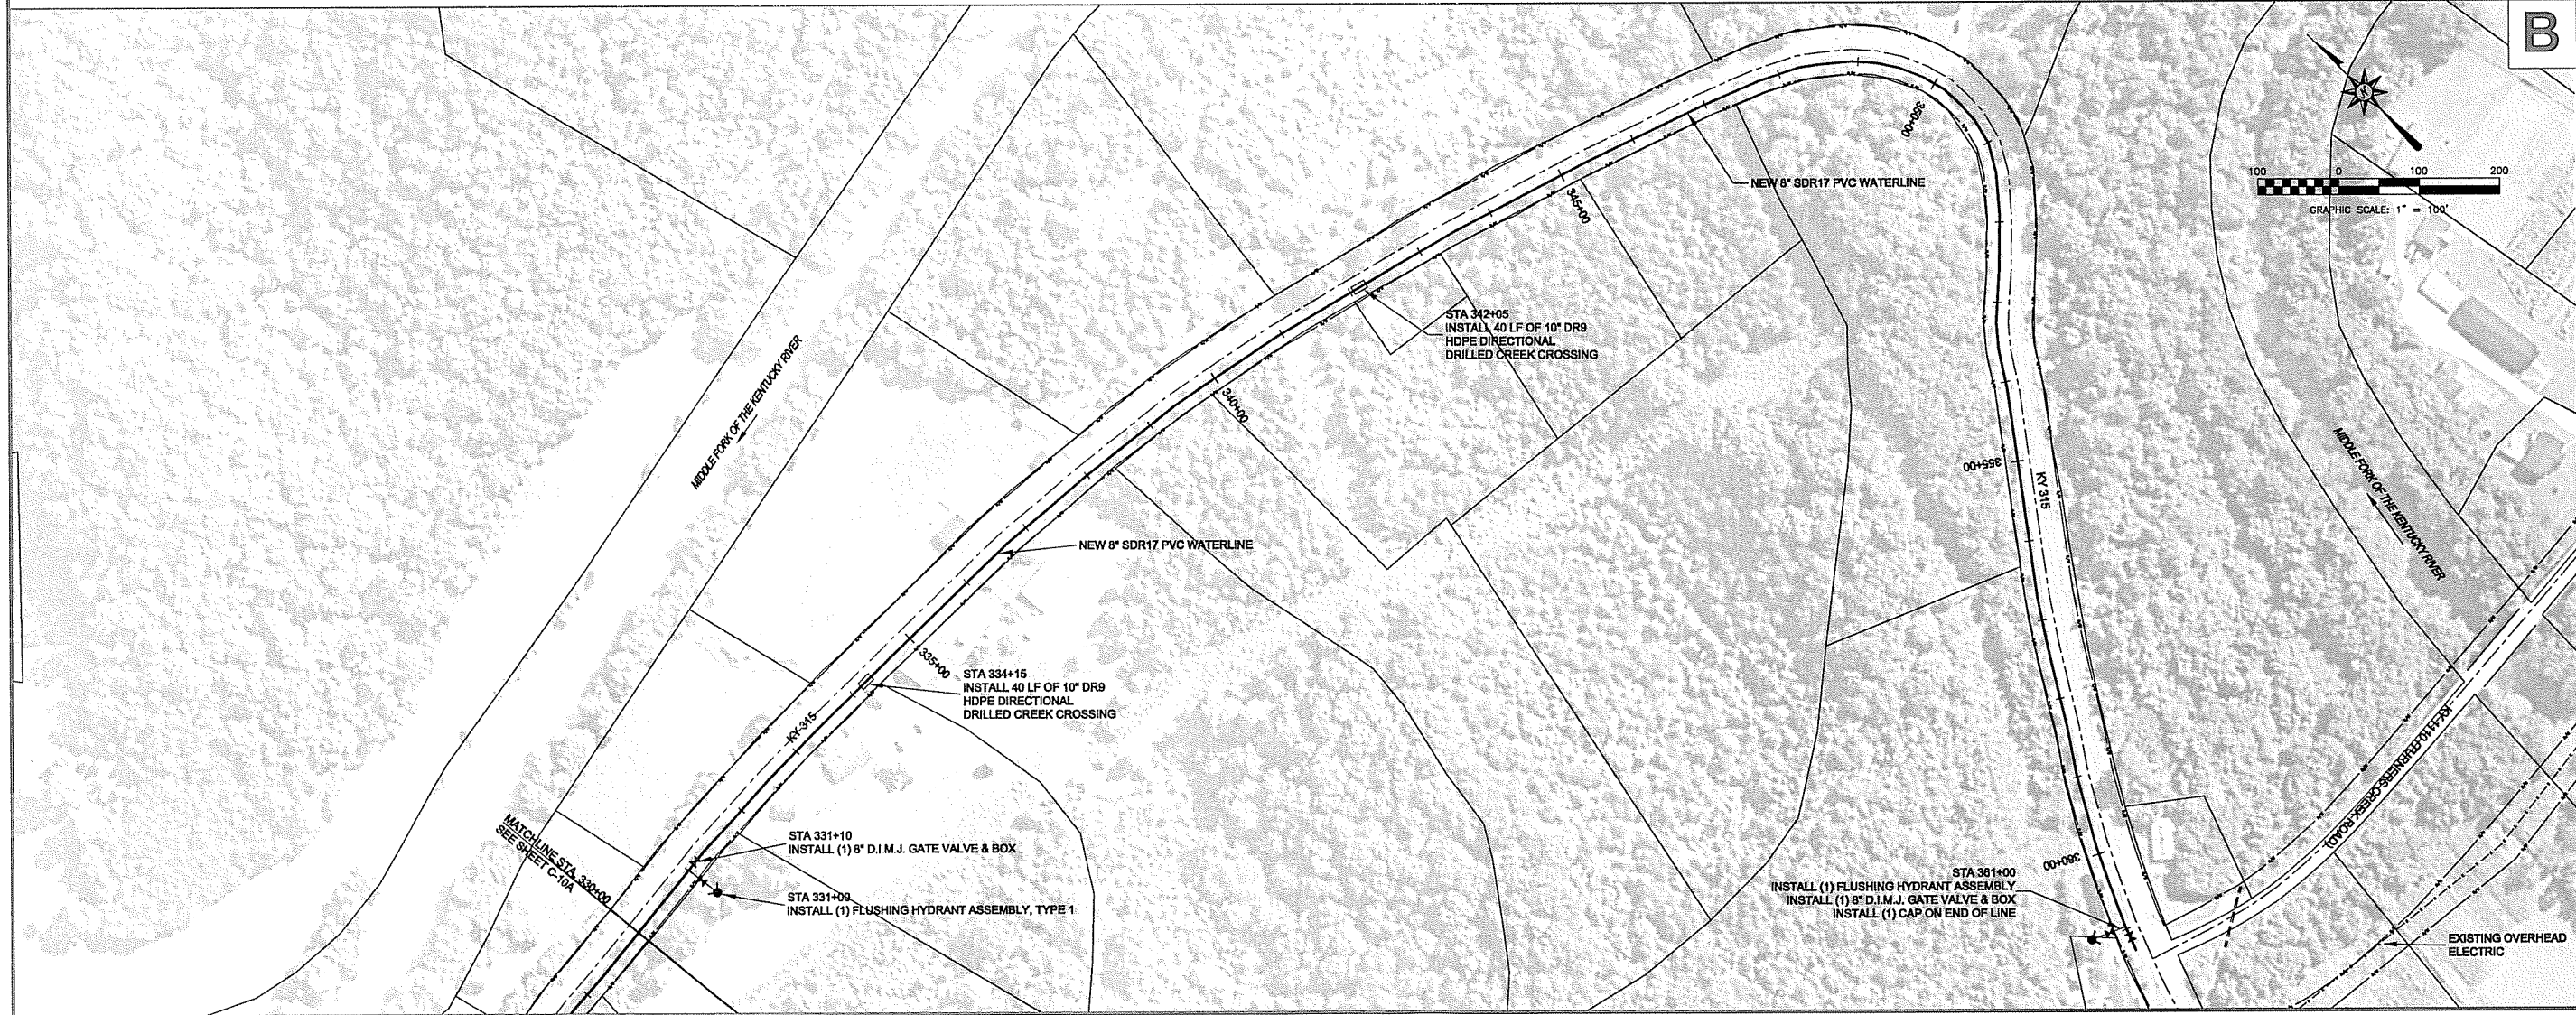 B
N
100
0
100
200
GRAPHIC SCALE: 1" = 100'
350+00
NEW 8" SDR17 PVC WATERLINE
345+00
STA 342+05
INSTALL 40 LF OF 10" DR9
HDPE DIRECTIONAL
DRILLED CREEK CROSSING
340+00
MIDDLE FORK OF THE KENTUCKY RIVER
355+00
KY 315
MIDDLE FORK OF THE KENTUCKY RIVER
NEW 8" SDR17 PVC WATERLINE
335+00
STA 334+15
INSTALL 40 LF OF 10" DR9
HDPE DIRECTIONAL
DRILLED CREEK CROSSING
KY 315
KY-1110 (TURNERS CREEK ROAD)
MATCHLINE STA. 330+00
SEE SHEET C-10A
STA 331+10
INSTALL (1) 8" D.I.M.J. GATE VALVE & BOX
STA 331+00
INSTALL (1) FLUSHING HYDRANT ASSEMBLY, TYPE 1
360+00
STA 361+00
INSTALL (1) FLUSHING HYDRANT ASSEMBLY
INSTALL (1) 8" D.I.M.J. GATE VALVE & BOX
INSTALL (1) CAP ON END OF LINE
EXISTING OVERHEAD
ELECTRIC